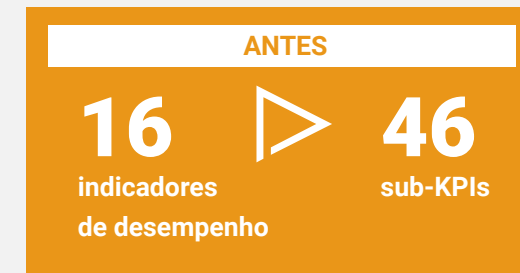 ANTES
16
indicadores
de desempenho
46
sub-KPIs